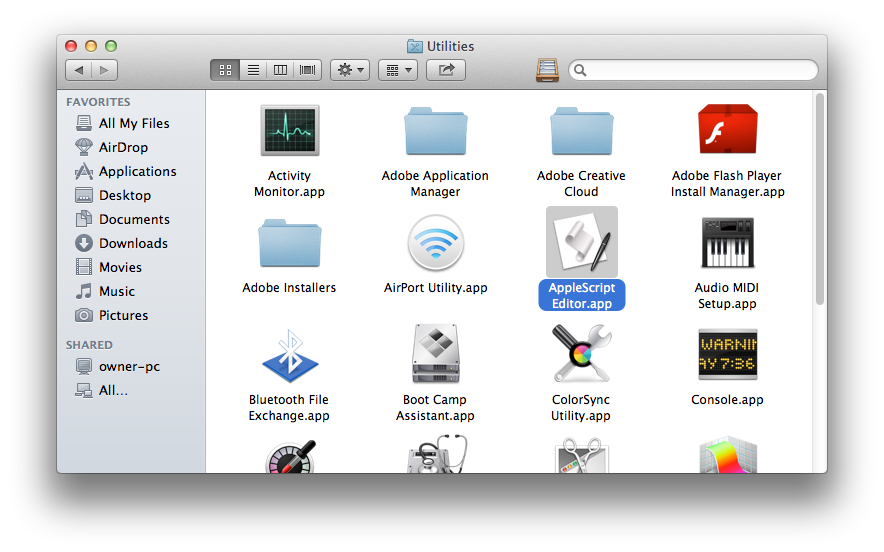 Utilities
FAVORITES
All My Files
AirDrop
Applications
Desktop
Documents
Downloads
Movies
Music
Pictures
SHARED
owner-pc
All...
Activity
Monitor.app
Adobe Application
Manager
Adobe Creative
Cloud
Adobe Flash Player
Install Manager.app
Adobe Installers
AirPort Utility.app
AppleScript
Editor.app
Audio MIDI
Setup.app
Bluetooth File
Exchange.app
Boot Camp
Assistant.app
ColorSync
Utility.app
WARNIN
AY 7:36
Console.app